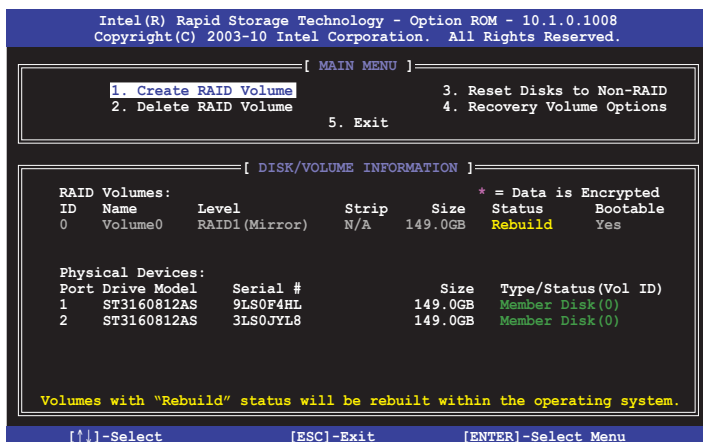 Intel(R) Rapid Storage Technology - Option ROM - 10.1.0.1008
Copyright(C) 2003-10 Intel Corporation. All Rights Reserved.
[ MAIN MENU ]
1. Create RAID Volume 3. Reset Disks to Non-RAID
2. Delete RAID Volume 4. Recovery Volume Options
5. Exit
[ DISK/VOLUME INFORMATION ]
RAID Volumes: * = Data is Encrypted
ID Name Level Strip Size Status Bootable
0 Volume0 RAID1(Mirror) N/A 149.0GB Rebuild Yes
Physical Devices:
Port Drive Model Serial # Size Type/Status(Vol ID)
1 ST3160812AS 9LS0F4HL 149.0GB Member Disk(0)
2 ST3160812AS 3LS0JYL8 149.0GB Member Disk(0)
Volumes with “Rebuild” status will be rebuilt within the operating system.
[↑↓]-Select [ESC]-Exit [ENTER]-Select Menu